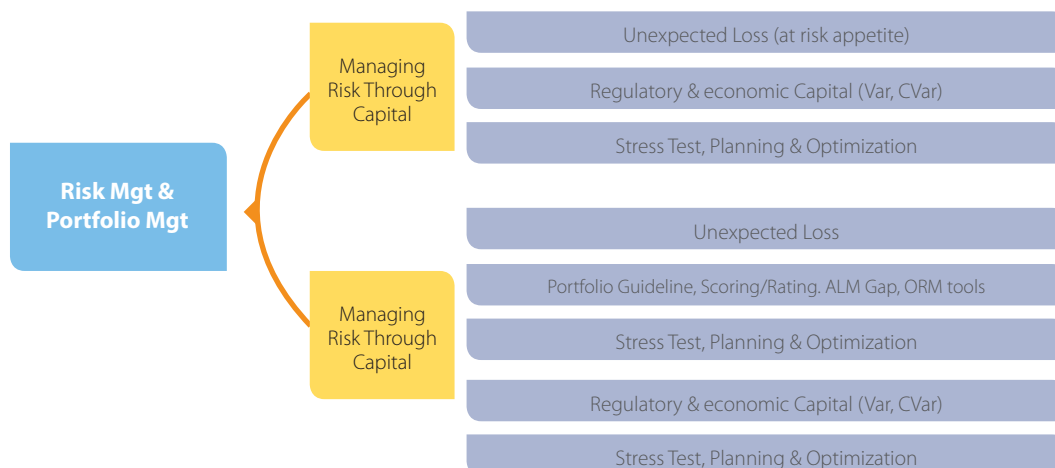 Risk Mgt &
Portfolio Mgt
Managing
Risk Through
Capital
Unexpected Loss (at risk appetite)
Regulatory & economic Capital (Var, CVar)
Stress Test, Planning & Optimization
Managing
Risk Through
Capital
Unexpected Loss
Portfolio Guideline, Scoring/Rating. ALM Gap, ORM tools
Stress Test, Planning & Optimization
Regulatory & economic Capital (Var, CVar)
Stress Test, Planning & Optimization